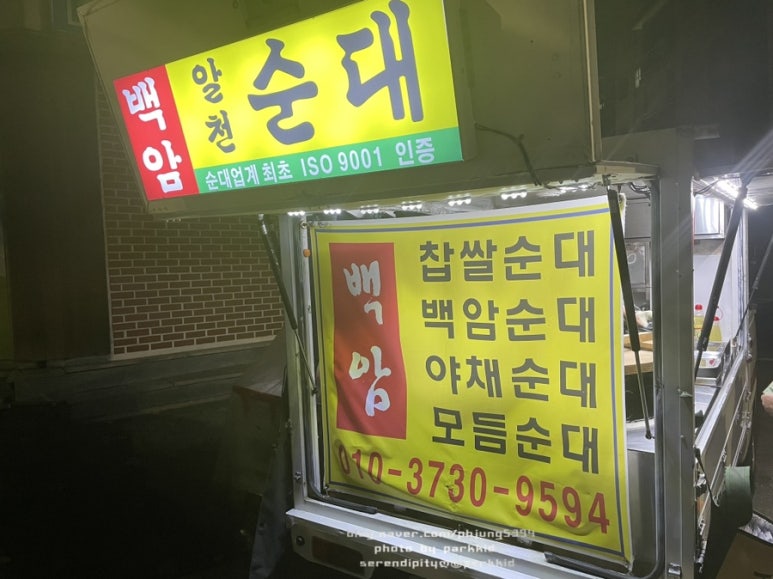 백암
알천
순대
순대업계 최초 ISO 9001 인증
백암
찹쌀순대
백암순대
야채순대
모듬순대
010-3730-9594
photo by parkkid